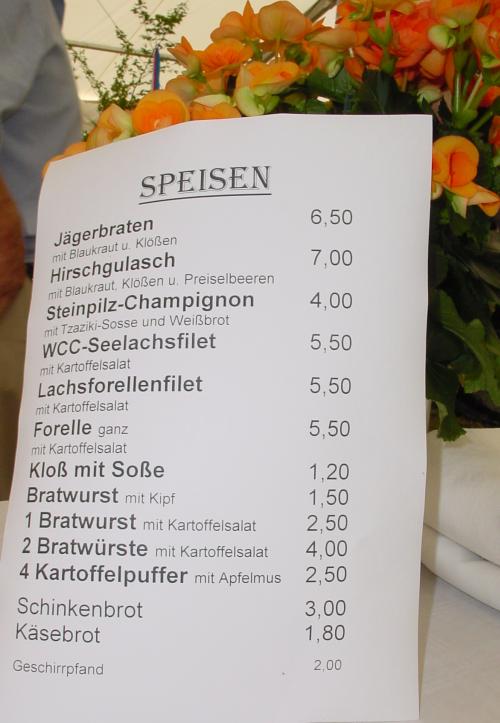 SPEISEN
Jägerbraten 6,50
mit Blaukraut u. Klößen
Hirschgulasch 7,00
mit Blaukraut, Klößen u. Preiselbeeren
Steinpilz-Champignon 4,00
mit Tzaziki-Sosse und Weißbrot
WCC-Seelachsfilet 5,50
mit Kartoffelsalat
Lachsforellenfilet 5,50
mit Kartoffelsalat
Forelle ganz 5,50
mit Kartoffelsalat
Kloß mit Soße 1,20
Bratwurst mit Kipf 1,50
1 Bratwurst mit Kartoffelsalat 2,50
2 Bratwürste mit Kartoffelsalat 4,00
4 Kartoffelpuffer mit Apfelmus 2,50
Schinkenbrot 3,00
Käsebrot 1,80
Geschirrpfand 2,00